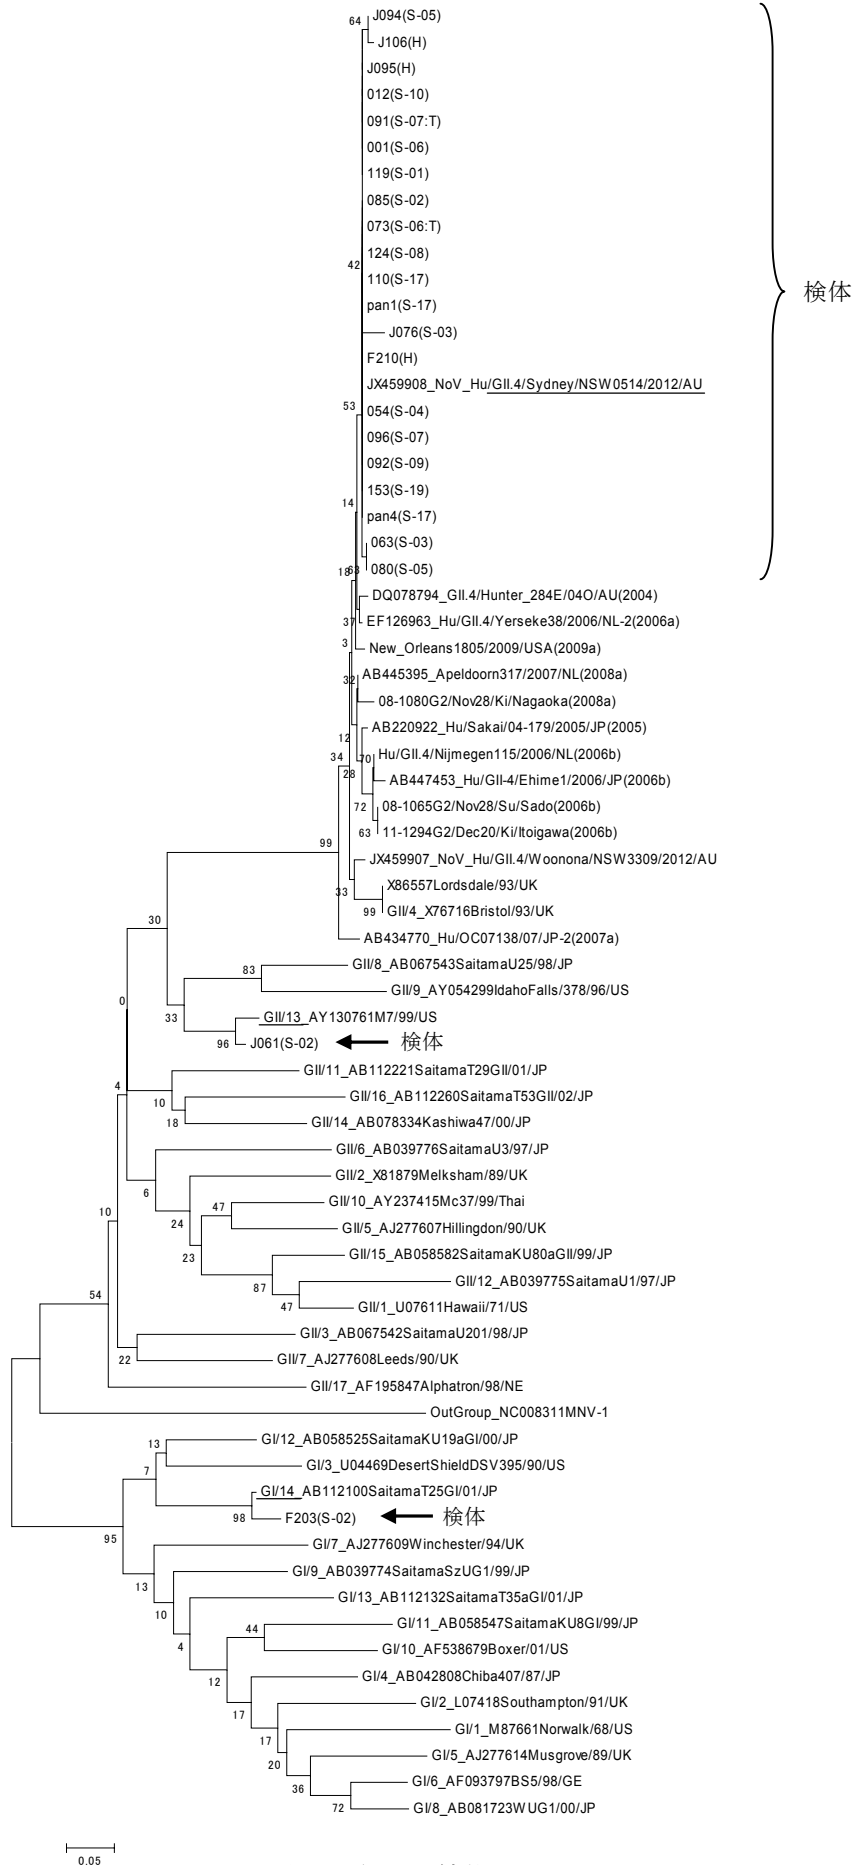 64
J094(S-05)
J106(H)
J095(H)
012(S-10)
091(S-07:T)
001(S-06)
119(S-01)
085(S-02)
073(S-06:T)
124(S-08)
42
110(S-17)
検体
pan1(S-17)
J076(S-03)
F210(H)
JX459908_NoV_Hu/GII.4/Sydney/NSW0514/2012/AU
53
054(S-04)
096(S-07)
092(S-09)
153(S-19)
14
pan4(S-17)
063(S-03)
18
63
080(S-05)
DQ078794_GII.4/Hunter_284E/04O/AU(2004)
37
EF126963_Hu/GII.4/Yerseke38/2006/NL-2(2006a)
3
New_Orleans1805/2009/USA(2009a)
32
AB445395_Apeldoorn317/2007/NL(2008a)
08-1080G2/Nov28/Ki/Nagaoka(2008a)
12
AB220922_Hu/Sakai/04-179/2005/JP(2005)
34
70
Hu/GII.4/Nijmegen115/2006/NL(2006b)
28
AB447453_Hu/GII-4/Ehime1/2006/JP(2006b)
72
08-1065G2/Nov28/Su/Sado(2006b)
63
11-1294G2/Dec20/Ki/Itoigawa(2006b)
99
JX459907_NoV_Hu/GII.4/Woonona/NSW3309/2012/AU
33
X86557Lordsdale/93/UK
99
GII/4_X76716Bristol/93/UK
30
AB434770_Hu/OC07138/07/JP-2(2007a)
83
GII/8_AB067543SaitamaU25/98/JP
GII/9_AY054299IdahoFalls/378/96/US
0
33
GII/13_AY130761M7/99/US
96
J061(S-02)
検体
4
GII/11_AB112221SaitamaT29GII/01/JP
10
GII/16_AB112260SaitamaT53GII/02/JP
18
GII/14_AB078334Kashiwa47/00/JP
GII/6_AB039776SaitamaU3/97/JP
6
GII/2_X81879Melksham/89/UK
10
47
GII/10_AY237415Mc37/99/Thai
24
GII/5_AJ277607Hillingdon/90/UK
23
GII/15_AB058582SaitamaKU80aGII/99/JP
87
GII/12_AB039775SaitamaU1/97/JP
54
47
GII/1_U07611Hawaii/71/US
GII/3_AB067542SaitamaU201/98/JP
22
GII/7_AJ277608Leeds/90/UK
GII/17_AF195847Alphatron/98/NE
OutGroup_NC008311MNV-1
13
GI/12_AB058525SaitamaKU19aGI/00/JP
7
GI/3_U04469DesertShieldDSV395/90/US
GI/14_AB112100SaitamaT25GI/01/JP
98
F203(S-02)
検体
95
GI/7_AJ277609Winchester/94/UK
13
GI/9_AB039774SaitamaSzUG1/99/JP
10
GI/13_AB112132SaitamaT35aGI/01/JP
44
GI/11_AB058547SaitamaKU8GI/99/JP
4
GI/10_AF538679Boxer/01/US
12
GI/4_AB042808Chiba407/87/JP
17
GI/2_L07418Southampton/91/UK
17
GI/1_M87661Norwalk/68/US
20
GI/5_AJ277614Musgrove/89/UK
36
GI/6_AF093797BS5/98/GE
72
GI/8_AB081723WUG1/00/JP
0.05